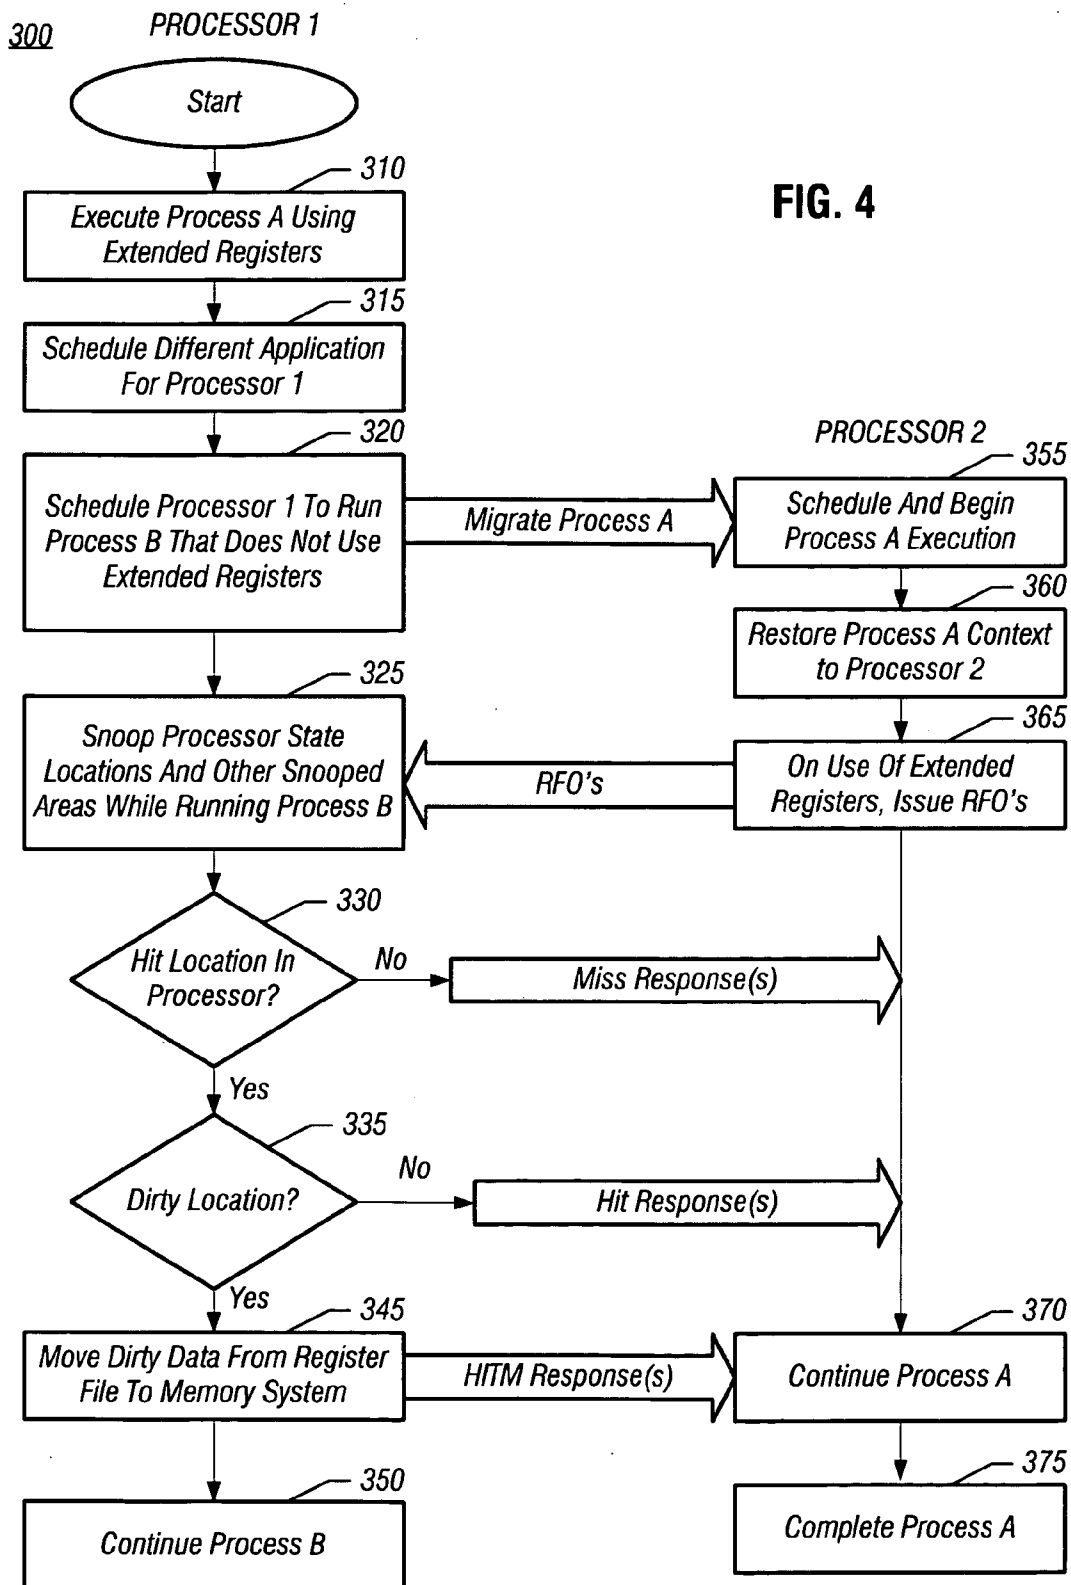 300
PROCESSOR 1
Start
310
Execute Process A Using
Extended Registers
FIG. 4
315
Schedule Different Application
For Processor 1
320
Schedule Processor 1 To Run
Process B That Does Not Use
Extended Registers
Migrate Process A
PROCESSOR 2
355
Schedule And Begin
Process A Execution
360
Restore Process A Context
to Processor 2
325
Snoop Processor State
Locations And Other Snooped
Areas While Running Process B
RFO's
365
On Use Of Extended
Registers, Issue RFO's
330
Hit Location In
Processor?
No
Miss Response(s)
Yes
335
Dirty Location?
No
Hit Response(s)
Yes
345
Move Dirty Data From Register
File To Memory System
HITM Response(s)
370
Continue Process A
350
Continue Process B
375
Complete Process A